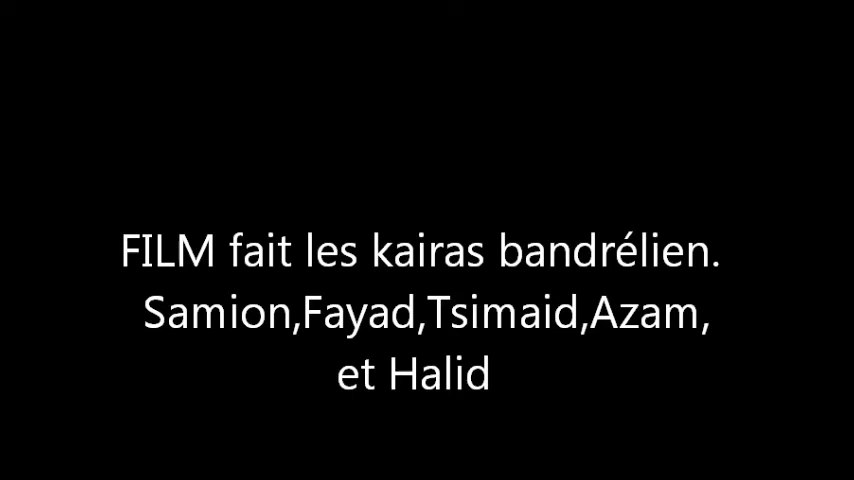 FILM fait les kairas bandrélien.
Samion,Fayad,Tsimaid,Azam,
et Halid